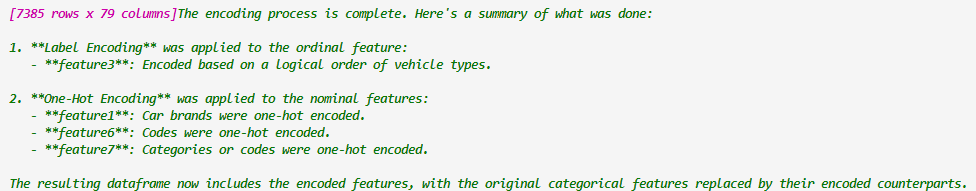 [7385 rows x 79 columns]The encoding process is complete. Here's a summary of what was done:
1. **Label Encoding** was applied to the ordinal feature:
- **feature3**: Encoded based on a logical order of vehicle types.
2. **One-Hot Encoding** was applied to the nominal features:
- **feature1**: Car brands were one-hot encoded.
- **feature6**: Codes were one-hot encoded.
- **feature7**: Categories or codes were one-hot encoded.
The resulting dataframe now includes the encoded features, with the original categorical features replaced by their encoded counterparts.